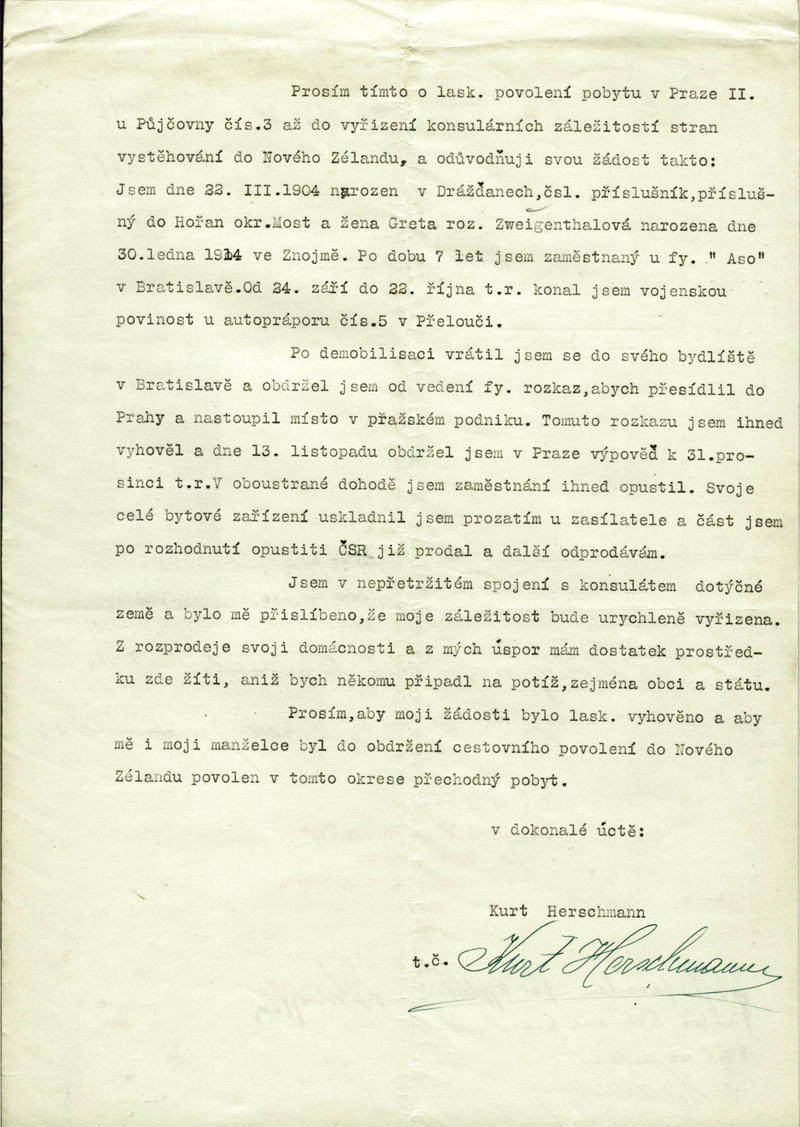 Prosím tímto o lask. povolení pobytu v Praze II.
u Půjčovny čís.3 až do vyřizení konsulárních záležitostí stran
vystěhování do Nového Zélandu, a odůvodňuji svou žádost takto:
Jsem dne 22. III.1904 narozen v Drážďanech,čsl. příslušník,přísluš-
ný do Hořan okr.Most a žena Greta roz. Zweigenthalová narozena dne
30.ledna 1914 ve Znojmě. Po dobu 7 let jsem zaměstnaný u fy. " Aso"
v Bratislavě.Od 24. září do 22. října t.r. konal jsem vojenskou
povinost u autopráporu čís.5 v Přelouči.
Po demobilisaci vrátil jsem se do svého bydlíště
v Bratislavě a obdržel jsem od vedení fy. rozkaz,abych přesídlil do
Prahy a nastoupil místo v přažském podniku. Tomuto rozkazu jsem ihned
vyhověl a dne 13. listopadu obdržel jsem v Praze výpověď k 31.pro-
sinci t.r.V oboustrané dohodě jsem zaměstnání ihned opustil. Svoje
celé bytové zařízení uskladnil jsem prozatím u zasílatele a část jsem
po rozhodnutí opustiti ČSR již prodal a další odprodávám.
Jsem v nepřetržitém spojení s konsulátem dotýčné
země a bylo mě přislíbeno,že moje záležitost bude urychleně vyřizena.
Z rozprodeje svoji domácnosti a z mých úspor mám dostatek prostřed-
ku zde žíti, aniž bych někomu připadl na potíž,zejména obci a státu.
Prosím,aby moji žádosti bylo lask. vyhověno a aby
mě i moji manželce byl do obdržení cestovního povolení do Nového
Zélandu povolen v tomto okrese přechodný pobyt.
v dokonalé úctě:
Kurt Herschmann
t.č. Kurt Herschmann